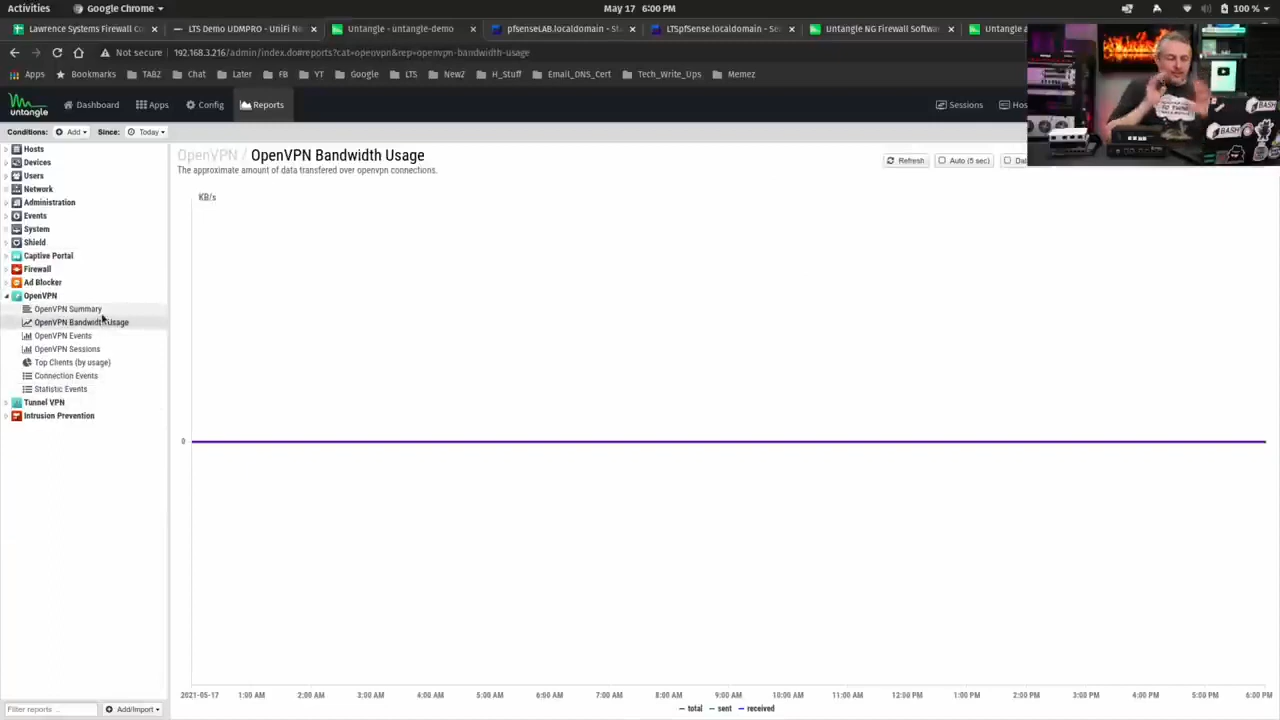 Activities
Google Chrome
May 17 6:00 PM
100 %
Lawrence Systems Firewall Co
LTS Demo UDMPRO - UniFi N
Untangle - untangle-demo
pfsenseLAB.localdomain - St
LTSpfSense.localdomain - Se
Untangle NG Firewall Softwa
Untangle
Not secure
192.168.3.216/admin/index.do#reports?cat=openvpn&rep=openvpn-bandwidth-usage
Apps
Bookmarks
TABZ
Chat
Later
FB
YT
Google
LTS
NewZ
H_Stuff
Email_DNS_Cert
Tech_Write_Ups
Memez
untangle
Dashboard
Apps
Config
Reports
Sessions
BASH
BASH
Conditions:
Add
Since:
Today
Hosts
Devices
Users
Network
Administration
Events
System
Shield
Captive Portal
Firewall
Ad Blocker
OpenVPN
OpenVPN Summary
OpenVPN Bandwidth Usage
OpenVPN Events
OpenVPN Sessions
Top Clients (by usage)
Connection Events
Statistic Events
Tunnel VPN
Intrusion Prevention
Filter reports ..
Add/Import
OpenVPN / OpenVPN Bandwidth Usage
The approximate amount of data transfered over openvpn connections.
Refresh
Auto (5 sec)
KB/s
0
2021-05-17 1:00 AM 2:00 AM 3:00 AM 4:00 AM 5:00 AM 6:00 AM 7:00 AM 8:00 AM 9:00 AM 10:00 AM 11:00 AM 12:00 PM 1:00 PM 2:00 PM 3:00 PM 4:00 PM 5:00 PM 6:00 PM
total sent received